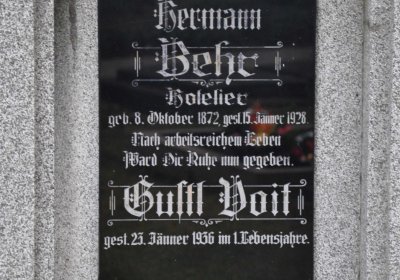 Hermann
Behr
Hotelier
geb. 8. Oktober 1872, gest. 15. Jänner 1928.
Nach arbeitsreichem Leben
Ward Dir Ruhe nun gegeben.
Gustl Voit
gest. 23. Jänner 1936 im 1. Lebensjahre.